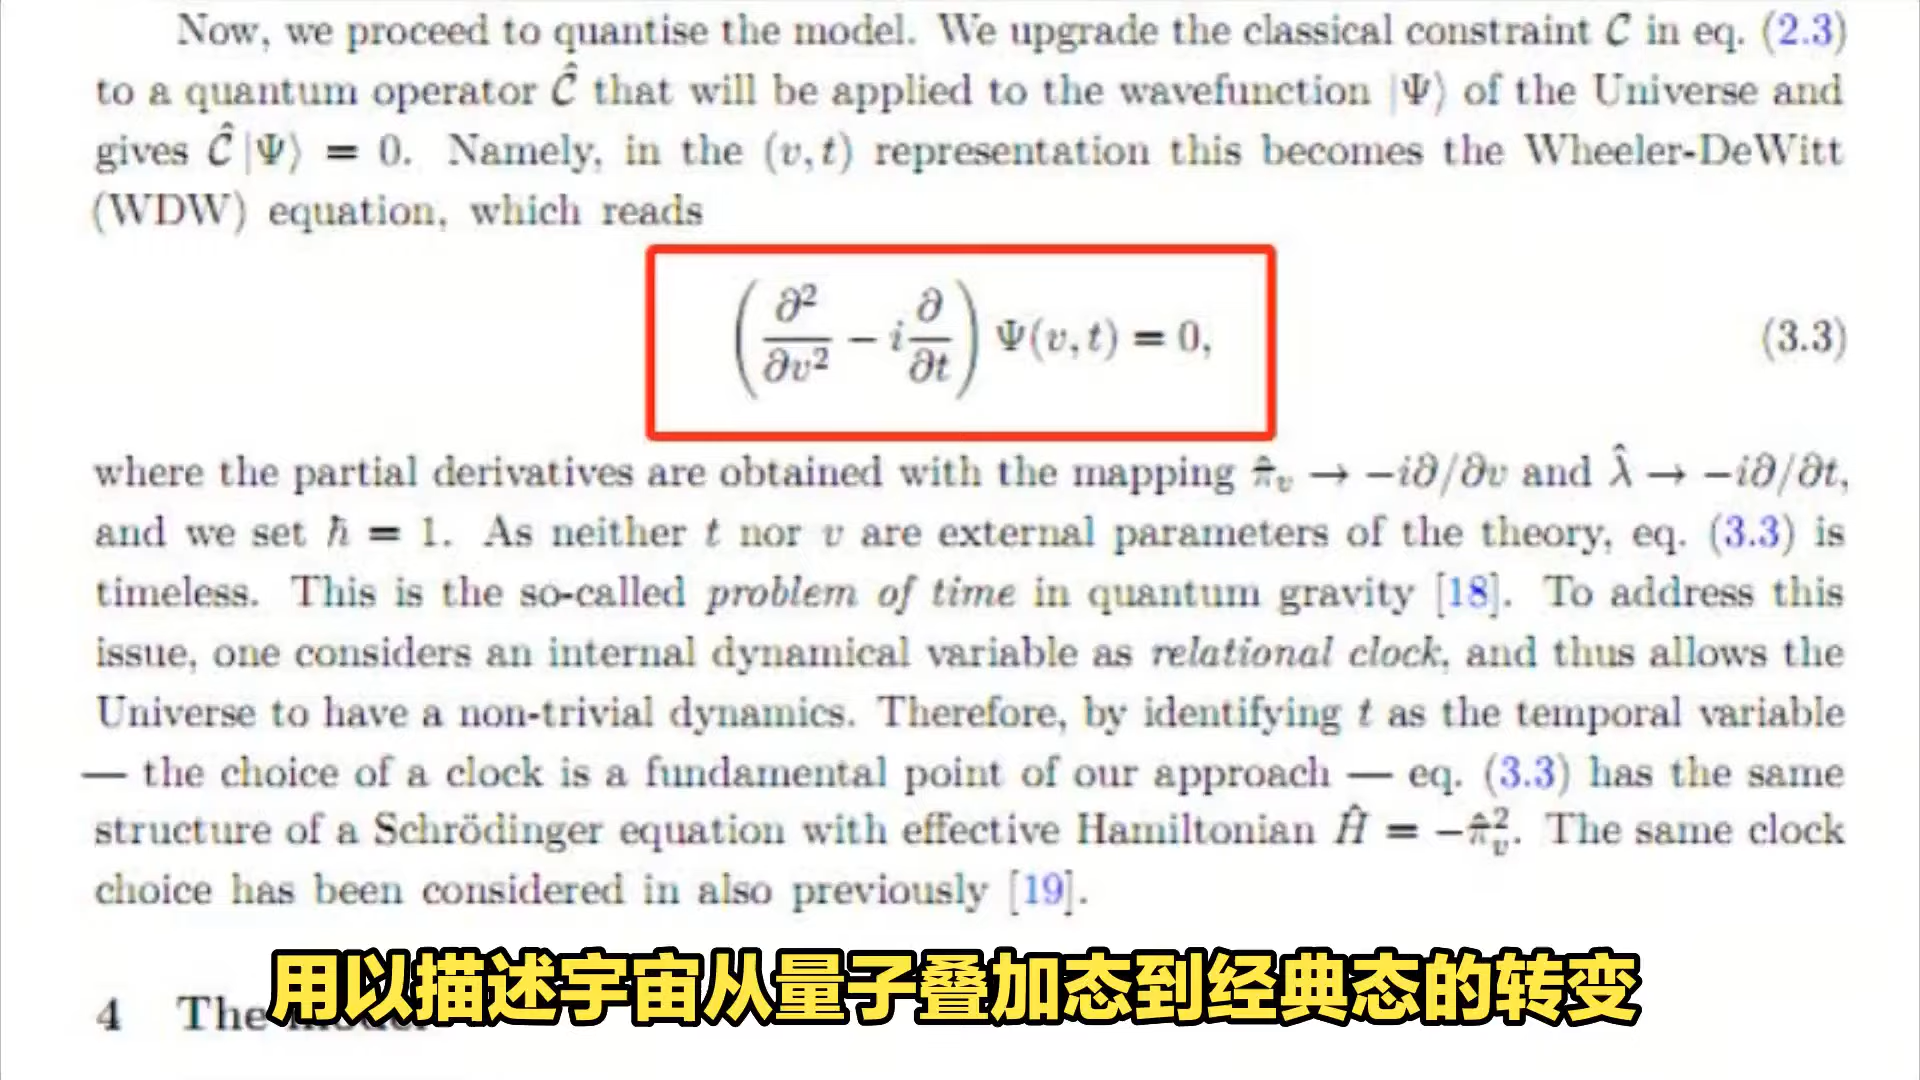 Now, we proceed to quantise the model. We upgrade the classical constraint 𝒞 in eq. (2.3)
to a quantum operator 𝒞̂ that will be applied to the wavefunction |Ψ⟩ of the Universe and
gives 𝒞̂ |Ψ⟩ = 0. Namely, in the (v, t) representation this becomes the Wheeler-DeWitt
(WDW) equation, which reads
(∂²/∂v² − i ∂/∂t) Ψ(v, t) = 0, (3.3)
where the partial derivatives are obtained with the mapping π̂ᵥ → −i∂/∂v and λ̂ → −i∂/∂t,
and we set ℏ = 1. As neither t nor v are external parameters of the theory, eq. (3.3) is
timeless. This is the so-called problem of time in quantum gravity [18]. To address this
issue, one considers an internal dynamical variable as relational clock, and thus allows the
Universe to have a non-trivial dynamics. Therefore, by identifying t as the temporal variable
— the choice of a clock is a fundamental point of our approach — eq. (3.3) has the same
structure of a Schrödinger equation with effective Hamiltonian Ĥ = −π̂ᵥ². The same clock
choice has been considered in also previously [19].
用以描述宇宙从量子叠加态到经典态的转变
4 The